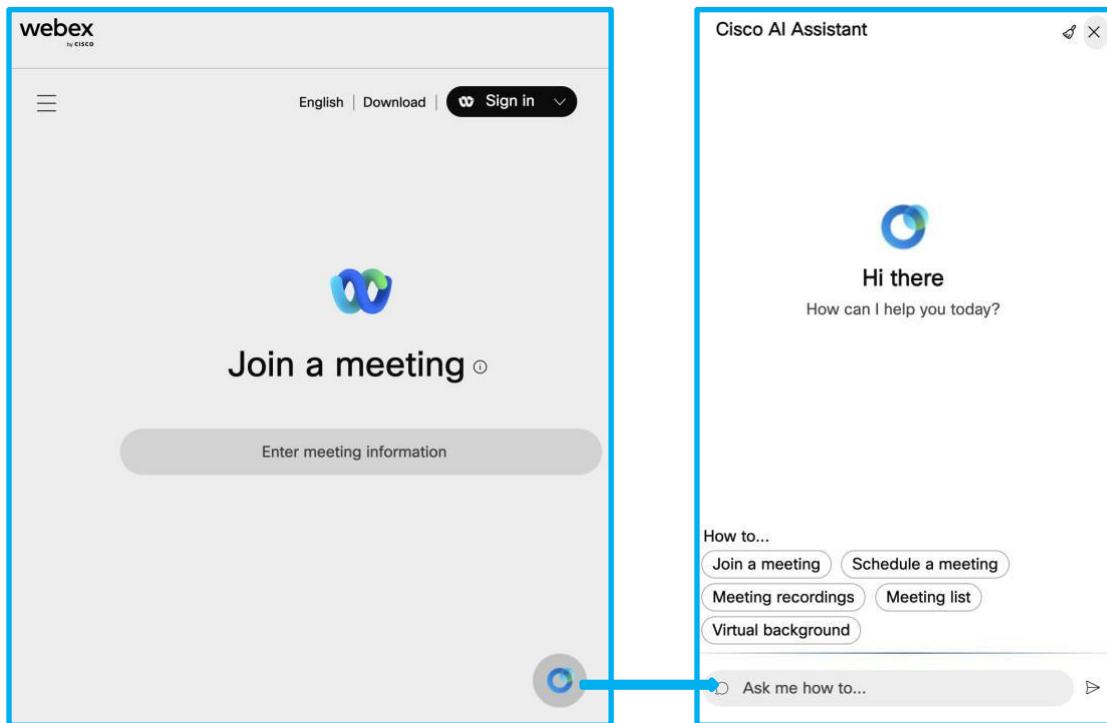 webex
by CISCO
English | Download | Sign in
Join a meeting
Enter meeting information
Cisco AI Assistant
Hi there
How can I help you today?
How to...
Join a meeting Schedule a meeting
Meeting recordings Meeting list
Virtual background
Ask me how to...